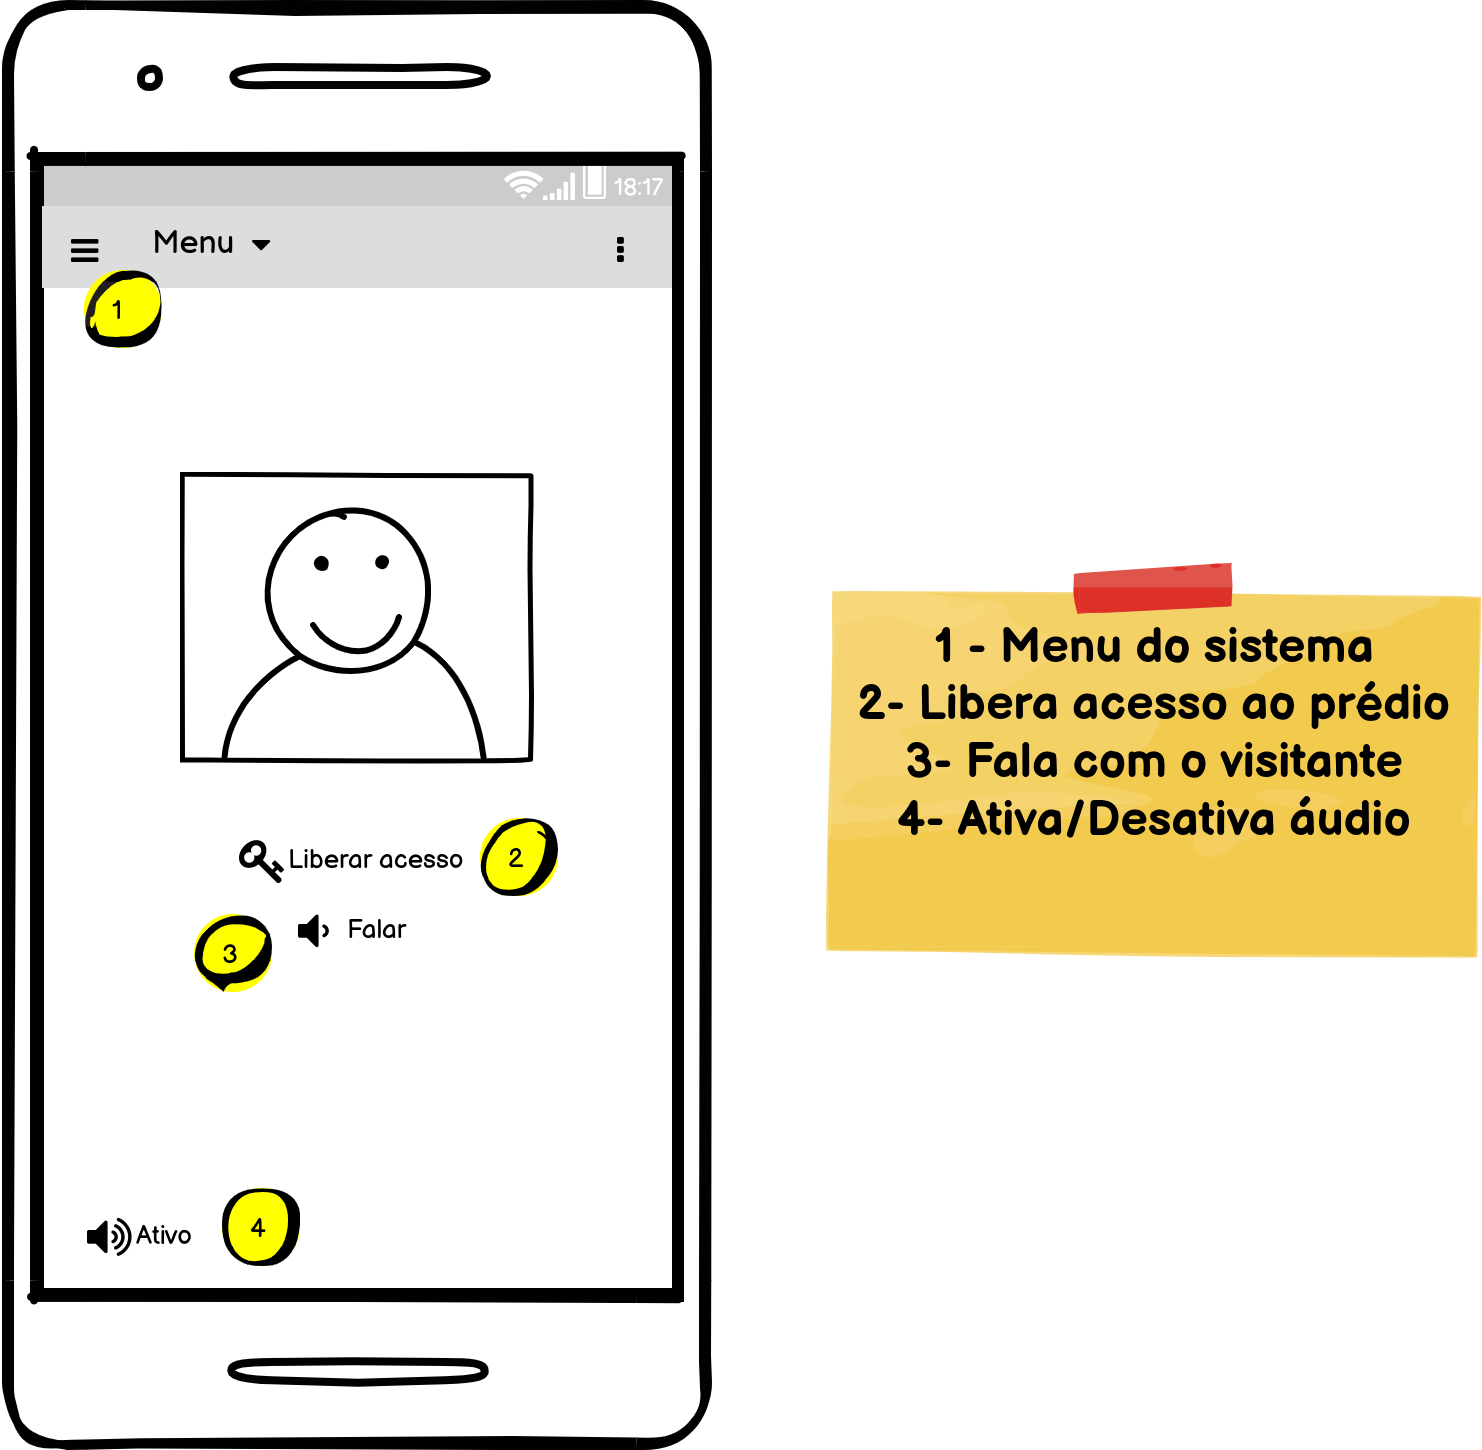 18:17
Menu
1
Liberar acesso
2
3
Falar
Ativo
4
1 - Menu do sistema
2- Libera acesso ao prédio
3- Fala com o visitante
4- Ativa/Desativa áudio